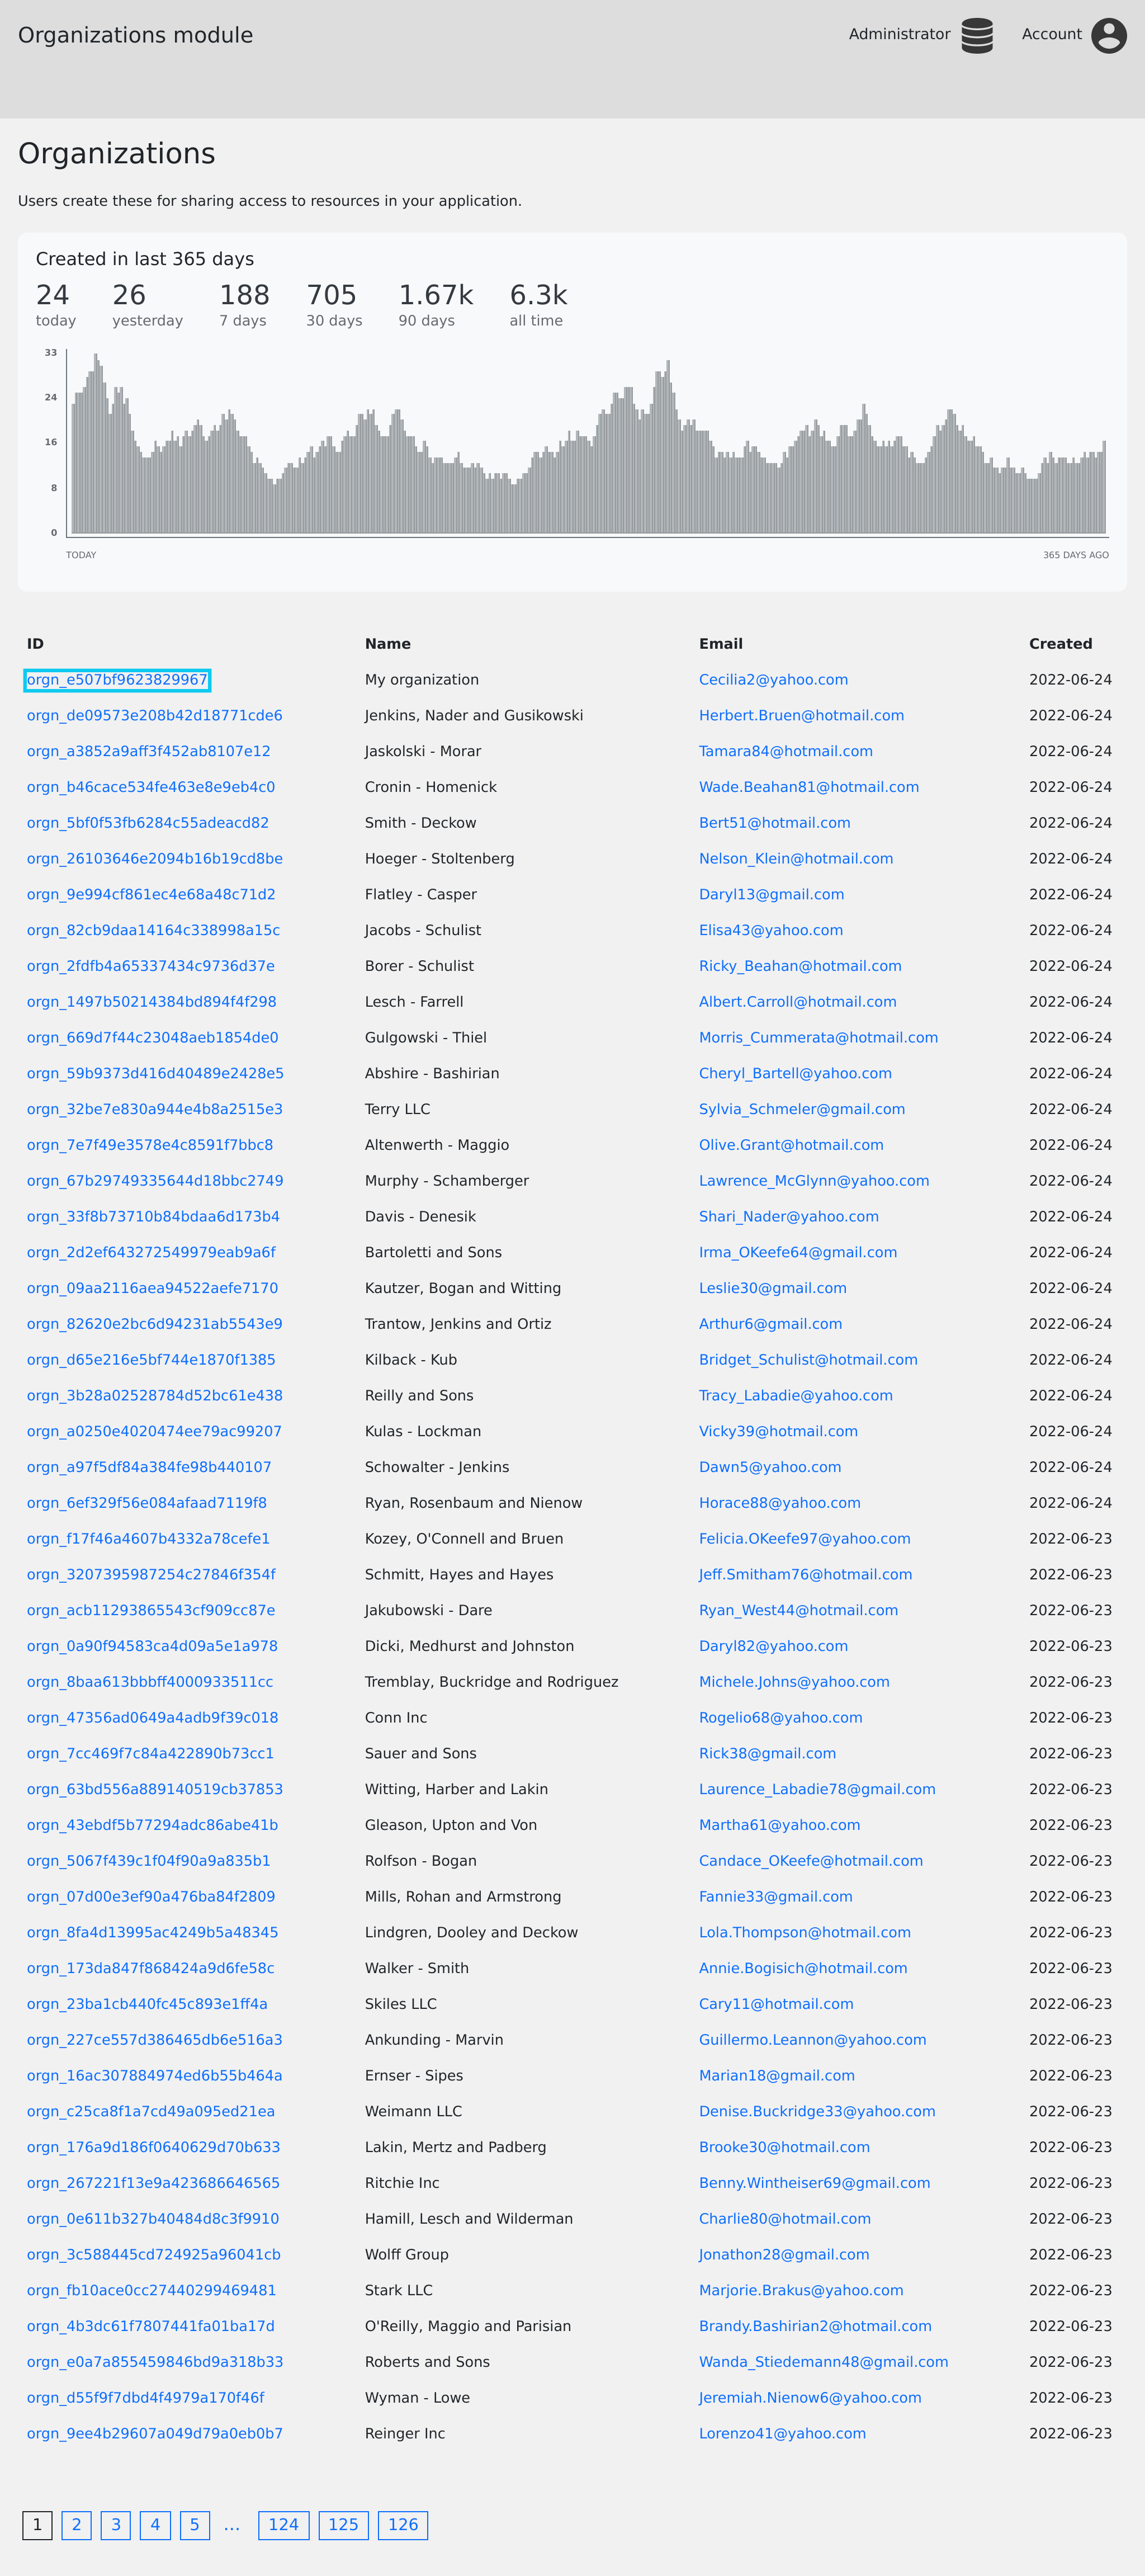 Organizations module
Administrator
Account
Organizations
Users create these for sharing access to resources in your application.
Created in last 365 days
24 26 188 705 1.67k 6.3k
today yesterday 7 days 30 days 90 days all time
33
24
16
8
0
TODAY 365 DAYS AGO
ID Name Email Created
orgn_e507bf9623829967 My organization Cecilia2@yahoo.com 2022-06-24
orgn_de09573e208b42d18771cde6 Jenkins, Nader and Gusikowski Herbert.Bruen@hotmail.com 2022-06-24
orgn_a3852a9aff3f452ab8107e12 Jaskolski - Morar Tamara84@hotmail.com 2022-06-24
orgn_b46cace534fe463e8e9eb4c0 Cronin - Homenick Wade.Beahan81@hotmail.com 2022-06-24
orgn_5bf0f53fb6284c55adeacd82 Smith - Deckow Bert51@hotmail.com 2022-06-24
orgn_26103646e2094b16b19cd8be Hoeger - Stoltenberg Nelson_Klein@hotmail.com 2022-06-24
orgn_9e994cf861ec4e68a48c71d2 Flatley - Casper Daryl13@gmail.com 2022-06-24
orgn_82cb9daa14164c338998a15c Jacobs - Schulist Elisa43@yahoo.com 2022-06-24
orgn_2fdfb4a65337434c9736d37e Borer - Schulist Ricky_Beahan@hotmail.com 2022-06-24
orgn_1497b50214384bd894f4f298 Lesch - Farrell Albert.Carroll@hotmail.com 2022-06-24
orgn_669d7f44c23048aeb1854de0 Gulgowski - Thiel Morris_Cummerata@hotmail.com 2022-06-24
orgn_59b9373d416d40489e2428e5 Abshire - Bashirian Cheryl_Bartell@yahoo.com 2022-06-24
orgn_32be7e830a944e4b8a2515e3 Terry LLC Sylvia_Schmeler@gmail.com 2022-06-24
orgn_7e7f49e3578e4c8591f7bbc8 Altenwerth - Maggio Olive.Grant@hotmail.com 2022-06-24
orgn_67b29749335644d18bbc2749 Murphy - Schamberger Lawrence_McGlynn@yahoo.com 2022-06-24
orgn_33f8b73710b84bdaa6d173b4 Davis - Denesik Shari_Nader@yahoo.com 2022-06-24
orgn_2d2ef643272549979eab9a6f Bartoletti and Sons Irma_OKeefe64@gmail.com 2022-06-24
orgn_09aa2116aea94522aefe7170 Kautzer, Bogan and Witting Leslie30@gmail.com 2022-06-24
orgn_82620e2bc6d94231ab5543e9 Trantow, Jenkins and Ortiz Arthur6@gmail.com 2022-06-24
orgn_d65e216e5bf744e1870f1385 Kilback - Kub Bridget_Schulist@hotmail.com 2022-06-24
orgn_3b28a02528784d52bc61e438 Reilly and Sons Tracy_Labadie@yahoo.com 2022-06-24
orgn_a0250e4020474ee79ac99207 Kulas - Lockman Vicky39@hotmail.com 2022-06-24
orgn_a97f5df84a384fe98b440107 Schowalter - Jenkins Dawn5@yahoo.com 2022-06-24
orgn_6ef329f56e084afaad7119f8 Ryan, Rosenbaum and Nienow Horace88@yahoo.com 2022-06-24
orgn_f17f46a4607b4332a78cefe1 Kozey, O'Connell and Bruen Felicia.OKeefe97@yahoo.com 2022-06-23
orgn_3207395987254c27846f354f Schmitt, Hayes and Hayes Jeff.Smitham76@hotmail.com 2022-06-23
orgn_acb11293865543cf909cc87e Jakubowski - Dare Ryan_West44@hotmail.com 2022-06-23
orgn_0a90f94583ca4d09a5e1a978 Dicki, Medhurst and Johnston Daryl82@yahoo.com 2022-06-23
orgn_8baa613bbbff4000933511cc Tremblay, Buckridge and Rodriguez Michele.Johns@yahoo.com 2022-06-23
orgn_47356ad0649a4adb9f39c018 Conn Inc Rogelio68@yahoo.com 2022-06-23
orgn_7cc469f7c84a422890b73cc1 Sauer and Sons Rick38@gmail.com 2022-06-23
orgn_63bd556a889140519cb37853 Witting, Harber and Lakin Laurence_Labadie78@gmail.com 2022-06-23
orgn_43ebdf5b77294adc86abe41b Gleason, Upton and Von Martha61@yahoo.com 2022-06-23
orgn_5067f439c1f04f90a9a835b1 Rolfson - Bogan Candace_OKeefe@hotmail.com 2022-06-23
orgn_07d00e3ef90a476ba84f2809 Mills, Rohan and Armstrong Fannie33@gmail.com 2022-06-23
orgn_8fa4d13995ac4249b5a48345 Lindgren, Dooley and Deckow Lola.Thompson@hotmail.com 2022-06-23
orgn_173da847f868424a9d6fe58c Walker - Smith Annie.Bogisich@hotmail.com 2022-06-23
orgn_23ba1cb440fc45c893e1ff4a Skiles LLC Cary11@hotmail.com 2022-06-23
orgn_227ce557d386465db6e516a3 Ankunding - Marvin Guillermo.Leannon@yahoo.com 2022-06-23
orgn_16ac307884974ed6b55b464a Ernser - Sipes Marian18@gmail.com 2022-06-23
orgn_c25ca8f1a7cd49a095ed21ea Weimann LLC Denise.Buckridge33@yahoo.com 2022-06-23
orgn_176a9d186f0640629d70b633 Lakin, Mertz and Padberg Brooke30@hotmail.com 2022-06-23
orgn_267221f13e9a423686646565 Ritchie Inc Benny.Wintheiser69@gmail.com 2022-06-23
orgn_0e611b327b40484d8c3f9910 Hamill, Lesch and Wilderman Charlie80@hotmail.com 2022-06-23
orgn_3c588445cd724925a96041cb Wolff Group Jonathon28@gmail.com 2022-06-23
orgn_fb10ace0cc27440299469481 Stark LLC Marjorie.Brakus@yahoo.com 2022-06-23
orgn_4b3dc61f7807441fa01ba17d O'Reilly, Maggio and Parisian Brandy.Bashirian2@hotmail.com 2022-06-23
orgn_e0a7a855459846bd9a318b33 Roberts and Sons Wanda_Stiedemann48@gmail.com 2022-06-23
orgn_d55f9f7dbd4f4979a170f46f Wyman - Lowe Jeremiah.Nienow6@yahoo.com 2022-06-23
orgn_9ee4b29607a049d79a0eb0b7 Reinger Inc Lorenzo41@yahoo.com 2022-06-23
1 2 3 4 5 … 124 125 126